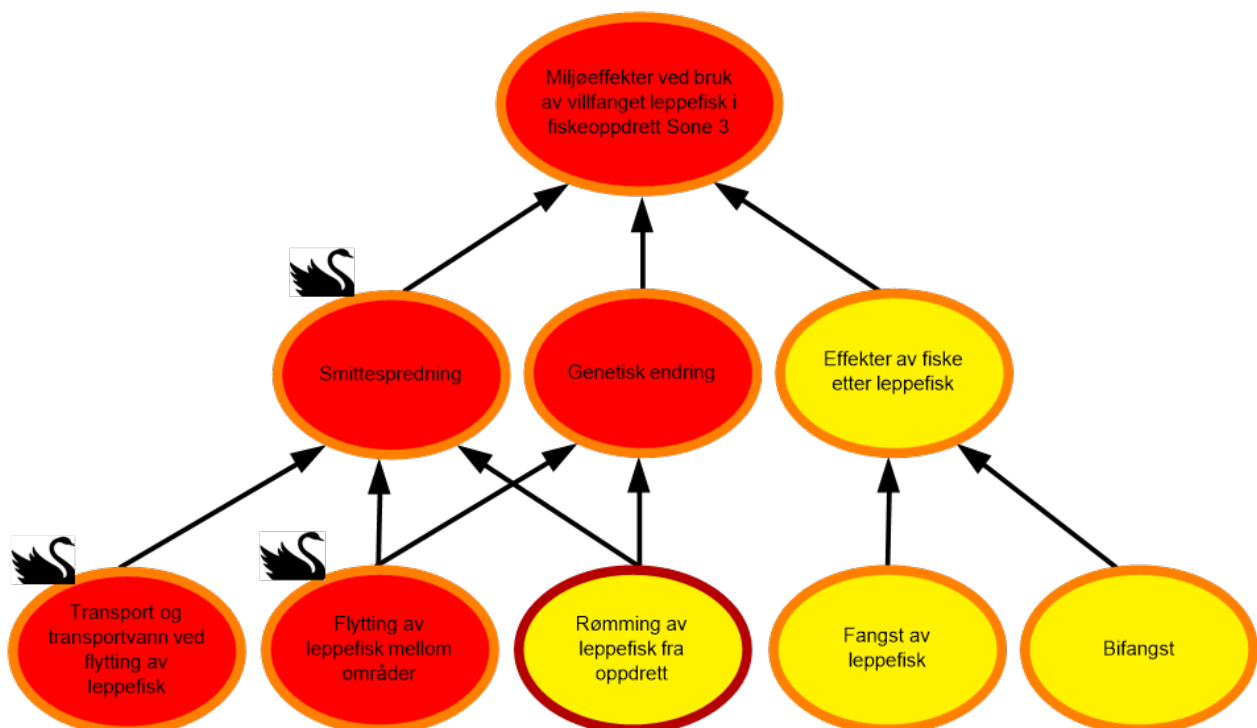 Miljøeffekter ved bruk
av villfanget leppefisk i
fiskeoppdrett Sone 3
Smittespredning
Genetisk endring
Effekter av fiske
etter leppefisk
Transport og
transportvann ved
flytting av
leppefisk
Flytting av
leppefisk mellom
områder
Rømming av
leppefisk fra
oppdrett
Fangst av
leppefisk
Bifangst